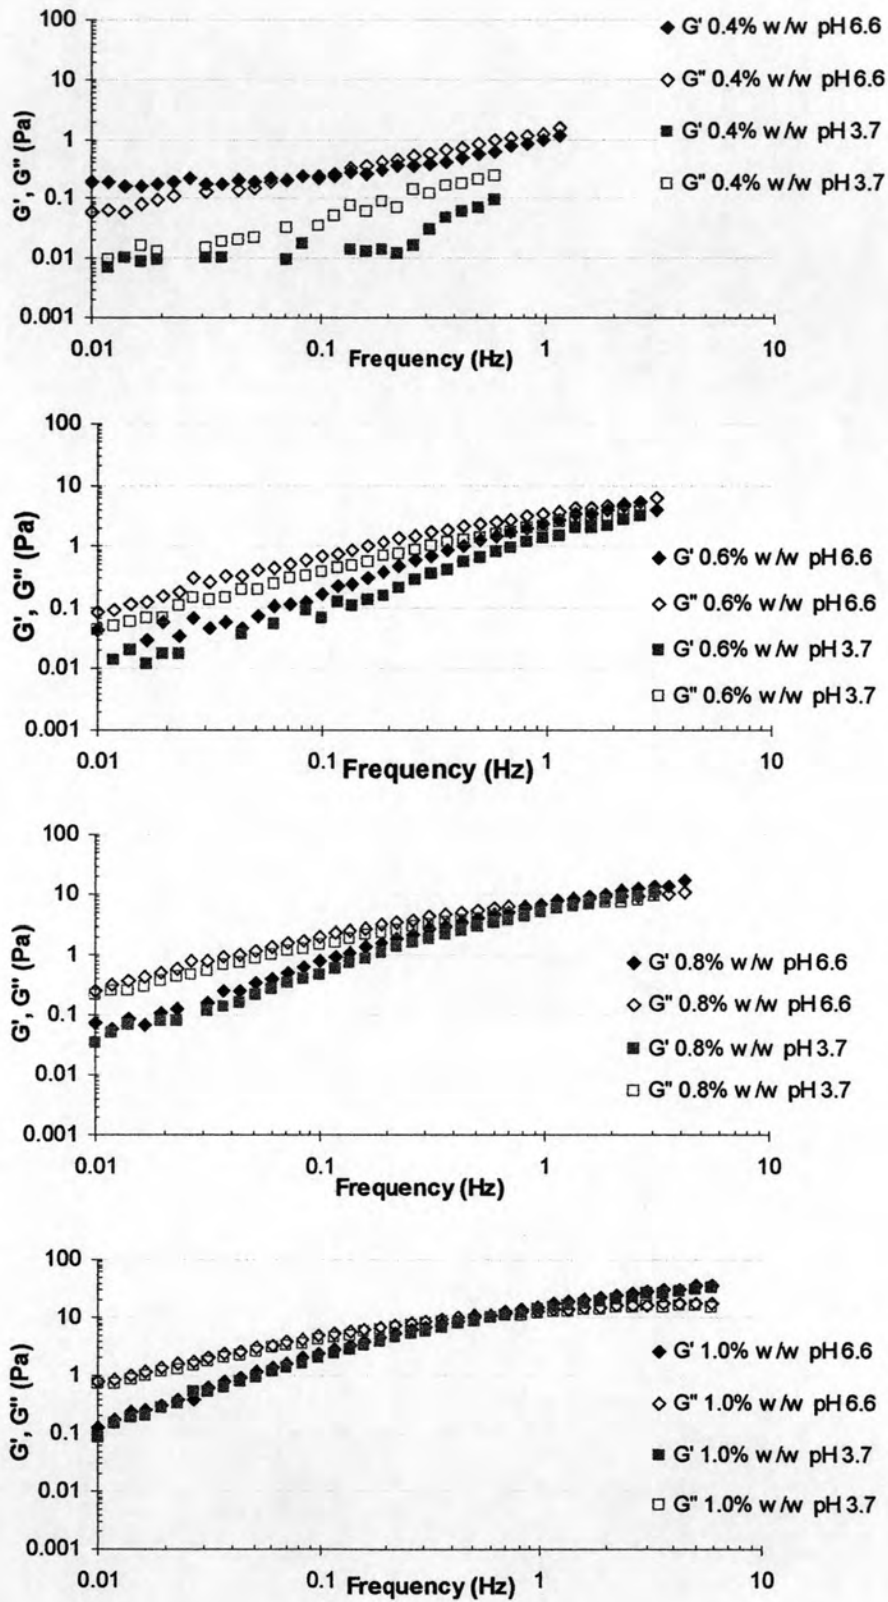 100
10
1
0.1
0.01
0.001
G', G'' (Pa)
0.01
0.1
1
10
Frequency (Hz)
G' 0.4% w/w pH 6.6
G'' 0.4% w/w pH 6.6
G' 0.4% w/w pH 3.7
G'' 0.4% w/w pH 3.7
100
10
1
0.1
0.01
0.001
G', G'' (Pa)
0.01
0.1
1
10
Frequency (Hz)
G' 0.6% w/w pH 6.6
G'' 0.6% w/w pH 6.6
G' 0.6% w/w pH 3.7
G'' 0.6% w/w pH 3.7
100
10
1
0.1
0.01
0.001
G', G'' (Pa)
0.01
0.1
1
10
Frequency (Hz)
G' 0.8% w/w pH 6.6
G'' 0.8% w/w pH 6.6
G' 0.8% w/w pH 3.7
G'' 0.8% w/w pH 3.7
100
10
1
0.1
0.01
0.001
G', G'' (Pa)
0.01
0.1
1
10
Frequency (Hz)
G' 1.0% w/w pH 6.6
G'' 1.0% w/w pH 6.6
G' 1.0% w/w pH 3.7
G'' 1.0% w/w pH 3.7